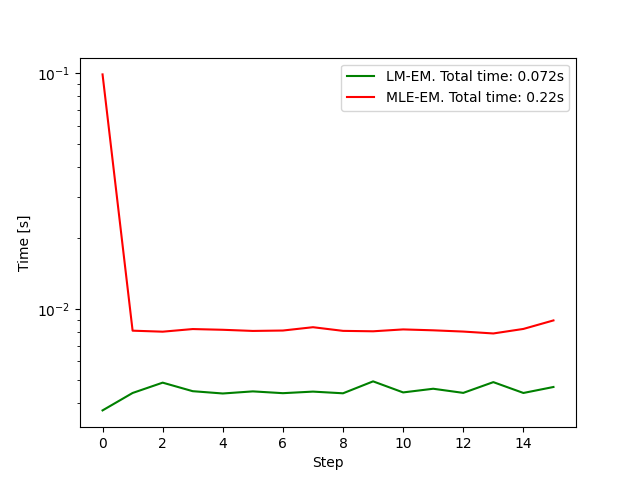 LM-EM. Total time: 0.072s
MLE-EM. Total time: 0.22s
10⁻¹
10⁻²
Time [s]
0 2 4 6 8 10 12 14
Step